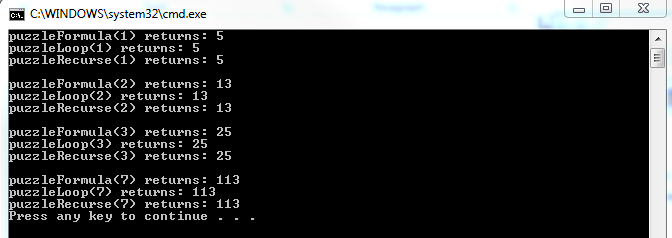 C:\WINDOWS\system32\cmd.exe
puzzleFormula(1) returns: 5
puzzleLoop(1) returns: 5
puzzleRecurse(1) returns: 5
puzzleFormula(2) returns: 13
puzzleLoop(2) returns: 13
puzzleRecurse(2) returns: 13
puzzleFormula(3) returns: 25
puzzleLoop(3) returns: 25
puzzleRecurse(3) returns: 25
puzzleFormula(7) returns: 113
puzzleLoop(7) returns: 113
puzzleRecurse(7) returns: 113
Press any key to continue . . .